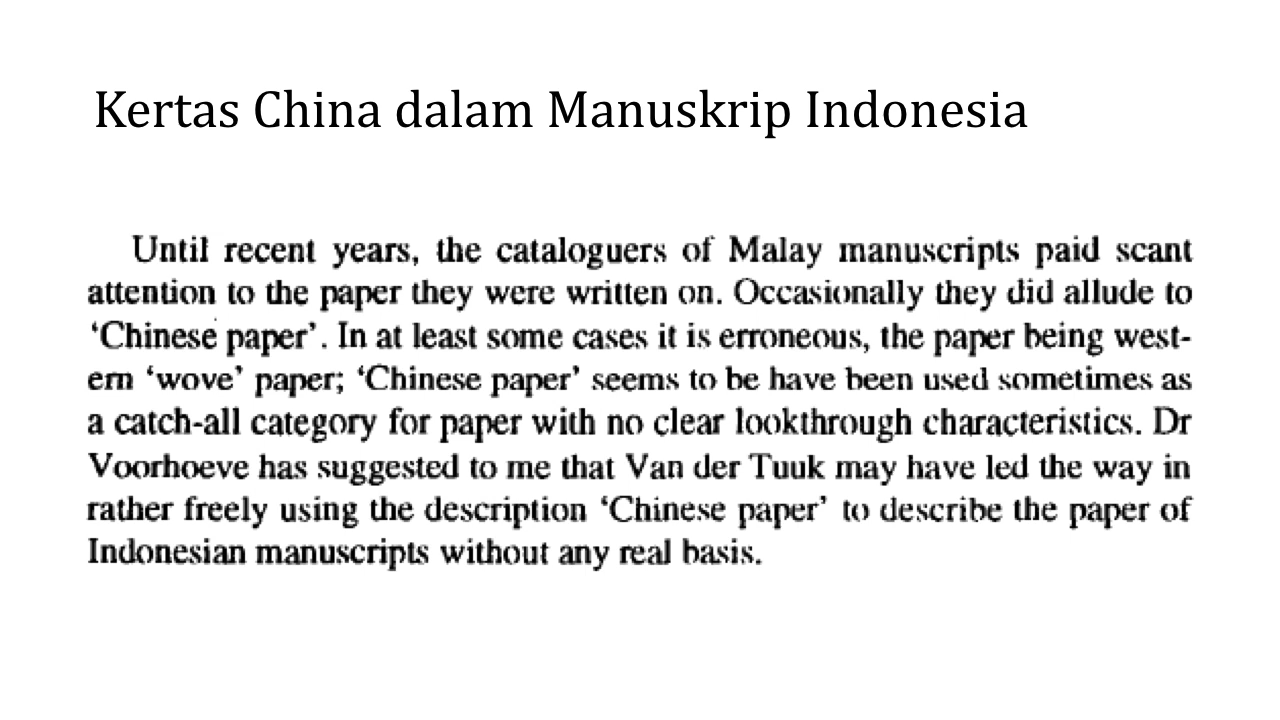 Kertas China dalam Manuskrip Indonesia
Until recent years, the cataloguers of Malay manuscripts paid scant
attention to the paper they were written on. Occasionally they did allude to
‘Chinese paper’. In at least some cases it is erroneous, the paper being west-
ern ‘wove’ paper; ‘Chinese paper’ seems to be have been used sometimes as
a catch-all category for paper with no clear lookthrough characteristics. Dr
Voorhoeve has suggested to me that Van der Tuuk may have led the way in
rather freely using the description ‘Chinese paper’ to describe the paper of
Indonesian manuscripts without any real basis.